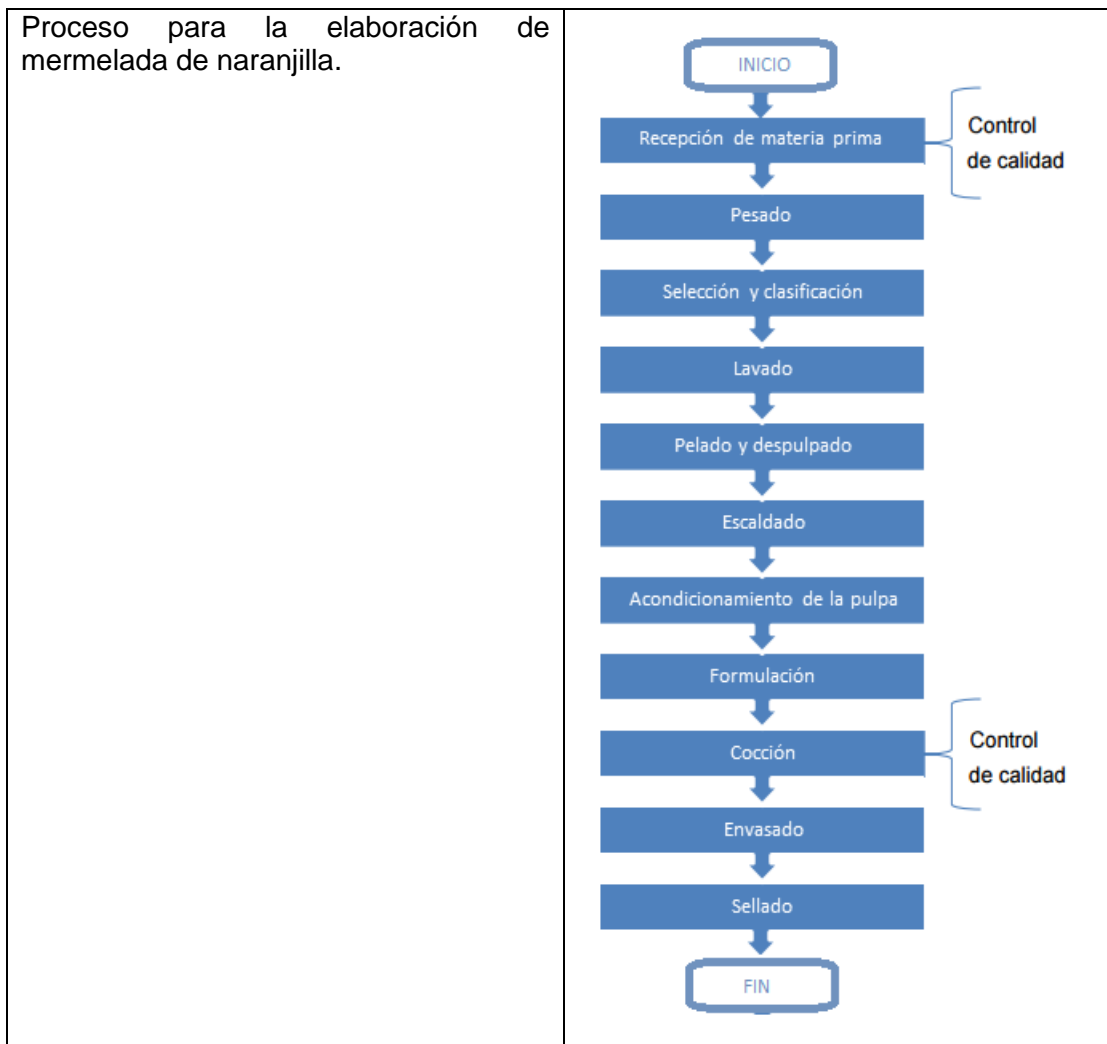 Proceso para la elaboración de
mermelada de naranjilla.
INICIO
Recepción de materia prima
Control
de calidad
Pesado
Selección y clasificación
Lavado
Pelado y despulpado
Escaldado
Acondicionamiento de la pulpa
Formulación
Cocción
Control
de calidad
Envasado
Sellado
FIN